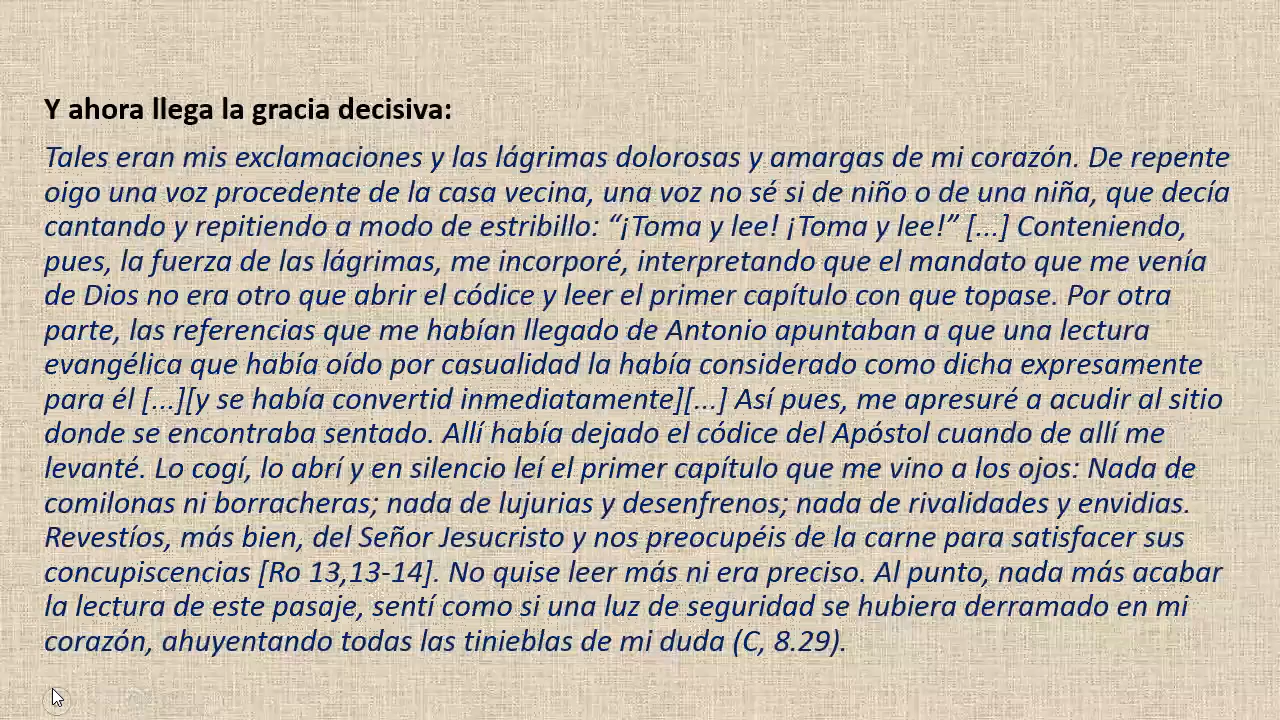 Y ahora llega la gracia decisiva:
Tales eran mis exclamaciones y las lágrimas dolorosas y amargas de mi corazón. De repente
oigo una voz procedente de la casa vecina, una voz no sé si de niño o de una niña, que decía
cantando y repitiendo a modo de estribillo: “¡Toma y lee! ¡Toma y lee!” [...] Conteniendo,
pues, la fuerza de las lágrimas, me incorporé, interpretando que el mandato que me venía
de Dios no era otro que abrir el códice y leer el primer capítulo con que topase. Por otra
parte, las referencias que me habían llegado de Antonio apuntaban a que una lectura
evangélica que había oído por casualidad la había considerado como dicha expresamente
para él [...][y se había convertid inmediatamente][...] Así pues, me apresuré a acudir al sitio
donde se encontraba sentado. Allí había dejado el códice del Apóstol cuando de allí me
levanté. Lo cogí, lo abrí y en silencio leí el primer capítulo que me vino a los ojos: Nada de
comilonas ni borracheras; nada de lujurias y desenfrenos; nada de rivalidades y envidias.
Revestíos, más bien, del Señor Jesucristo y nos preocupéis de la carne para satisfacer sus
concupiscencias [Ro 13,13-14]. No quise leer más ni era preciso. Al punto, nada más acabar
la lectura de este pasaje, sentí como si una luz de seguridad se hubiera derramado en mi
corazón, ahuyentando todas las tinieblas de mi duda (C, 8.29).